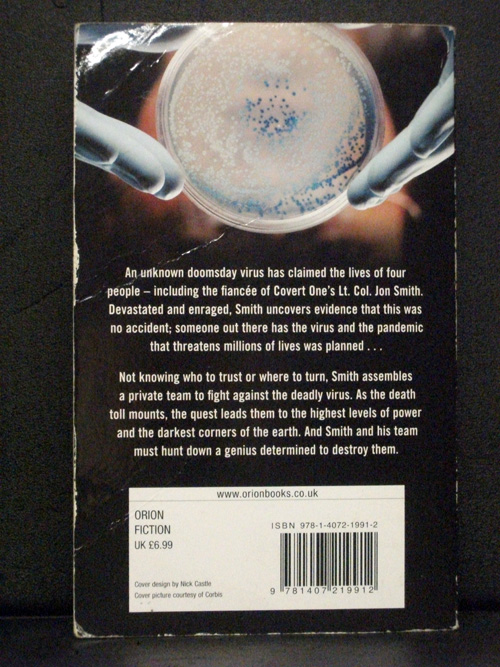 An unknown doomsday virus has claimed the lives of four
people – including the fiancée of Covert One's Lt. Col. Jon Smith.
Devastated and enraged, Smith uncovers evidence that this was
no accident; someone out there has the virus and the pandemic
that threatens millions of lives was planned . . .
Not knowing who to trust or where to turn, Smith assembles
a private team to fight against the deadly virus. As the death
toll mounts, the quest leads them to the highest levels of power
and the darkest corners of the earth. And Smith and his team
must hunt down a genius determined to destroy them.
www.orionbooks.co.uk
ORION
FICTION
UK £6.99
Cover design by Nick Castle
Cover picture courtesy of Corbis
ISBN 978-1-4072-1991-2
9 781407 219912